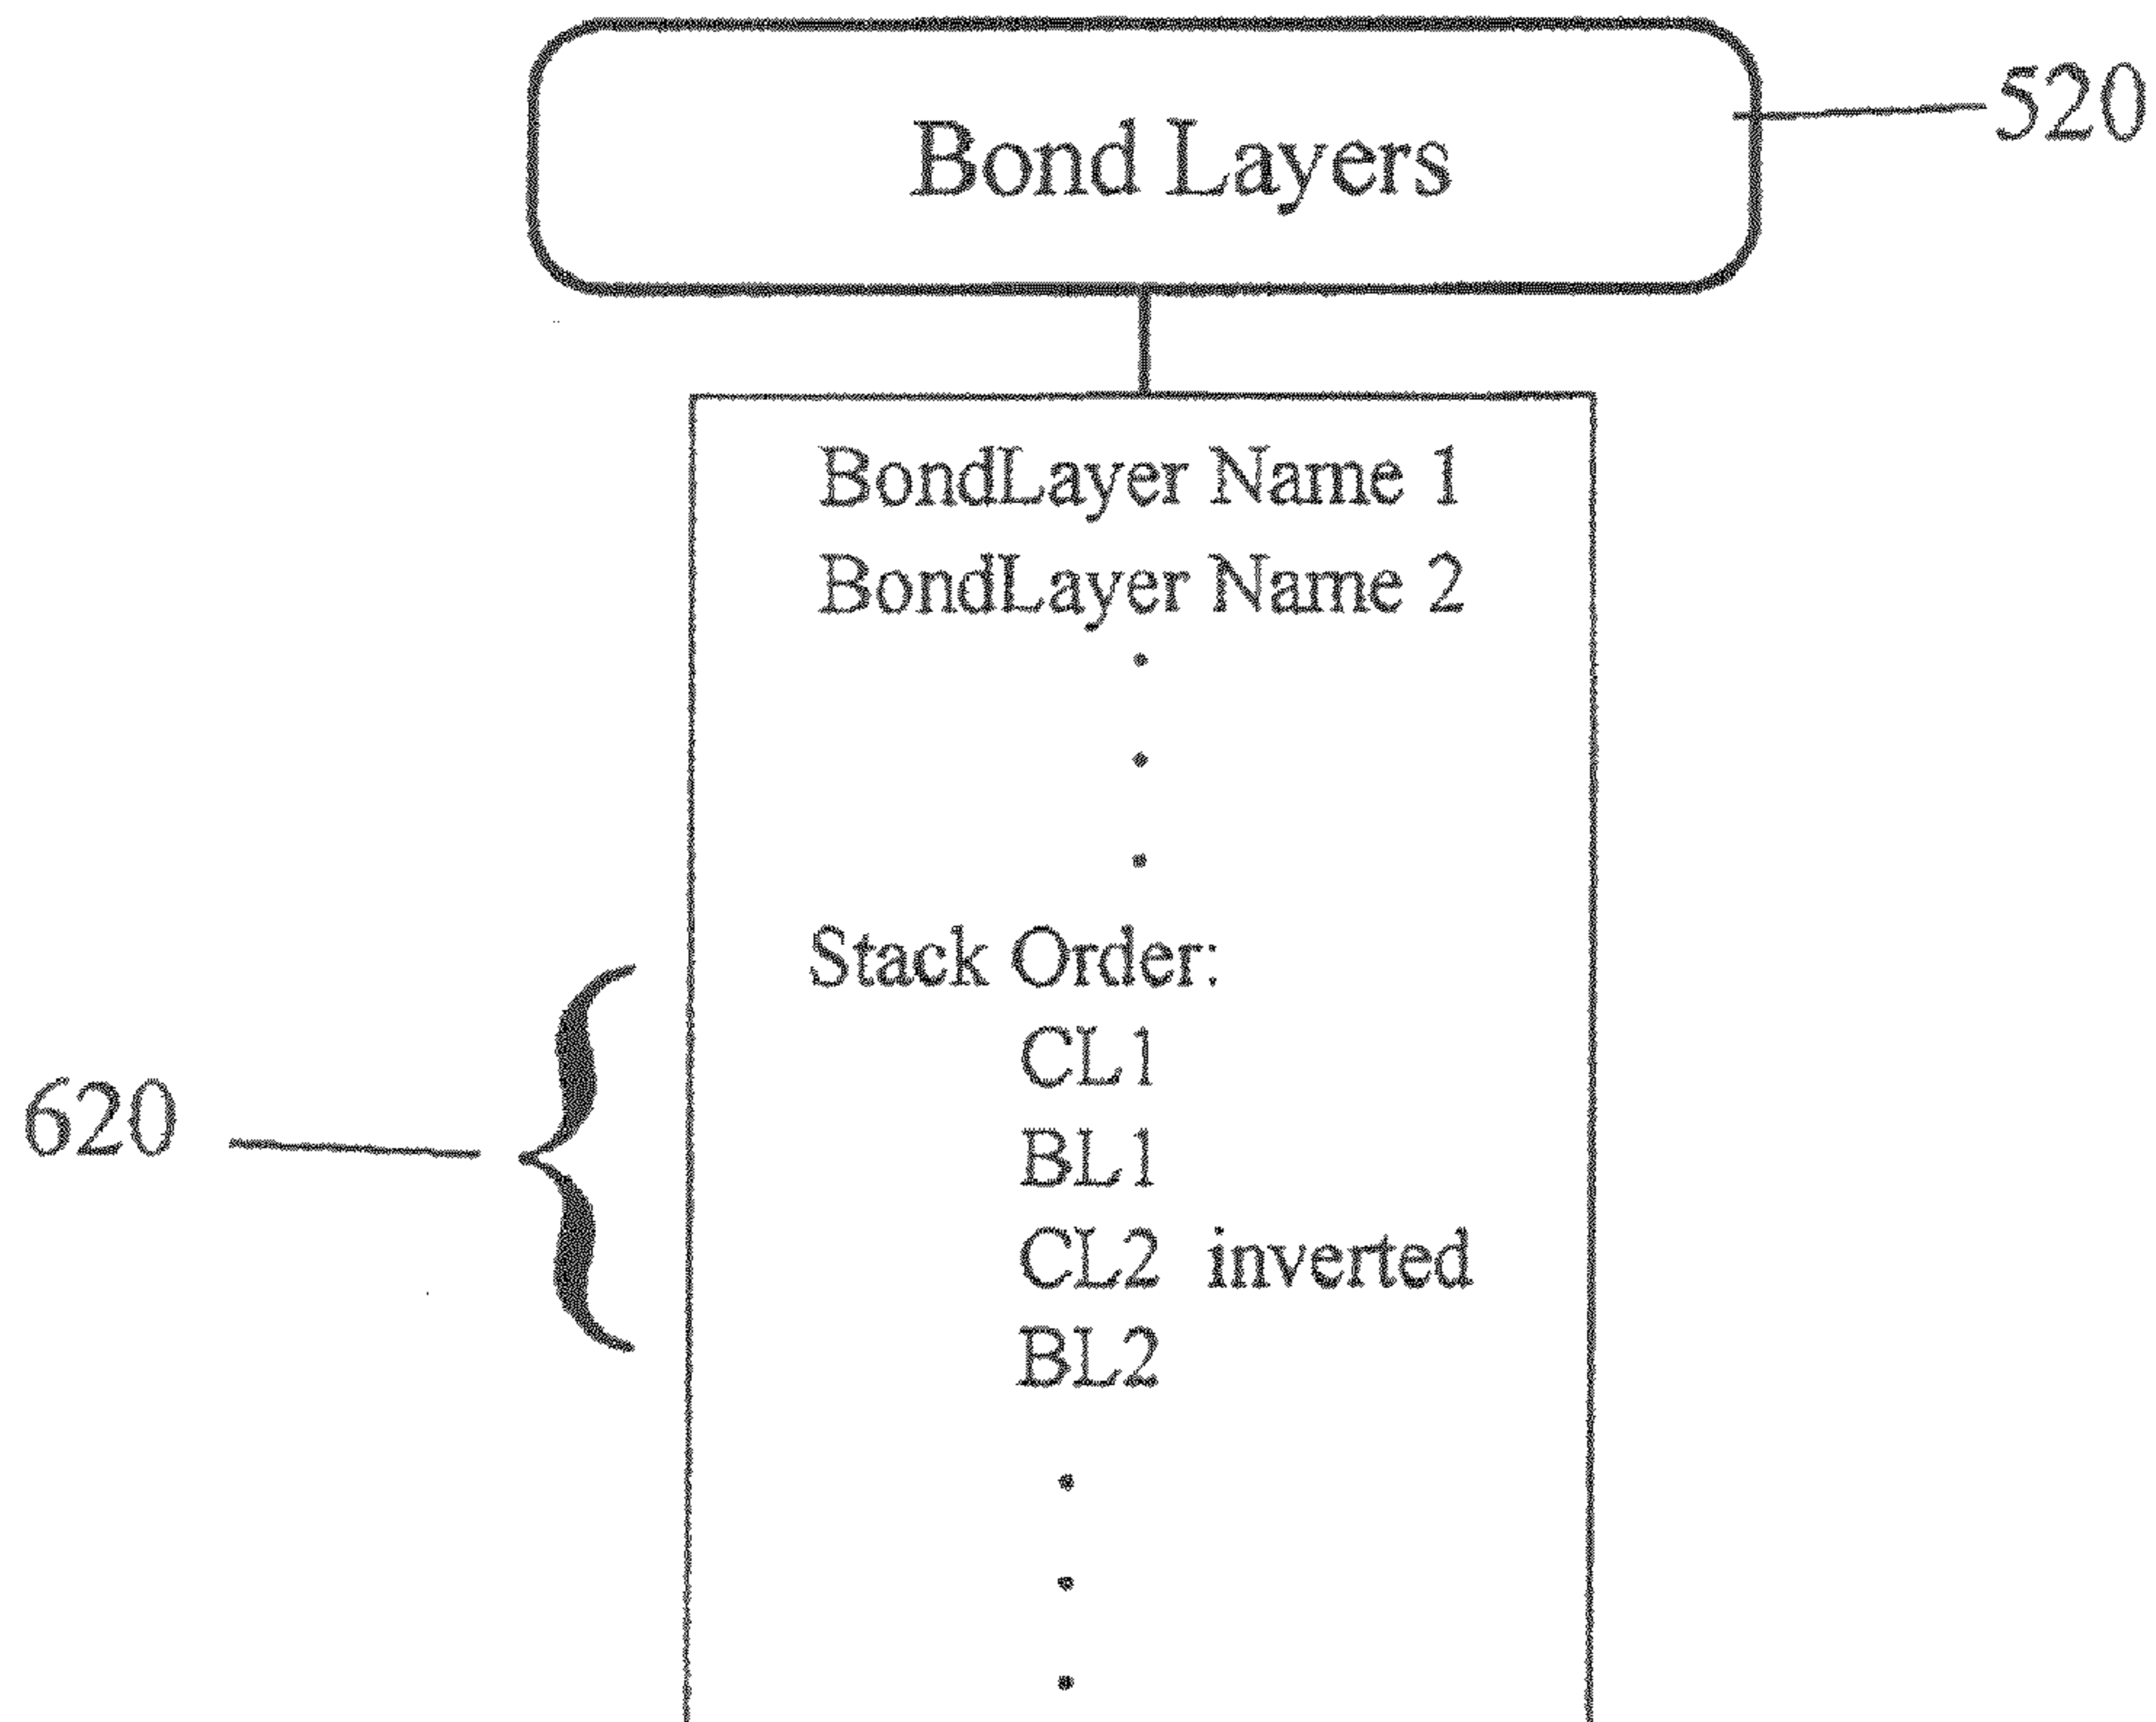 Bond Layers
520
BondLayer Name 1
BondLayer Name 2
.
.
.
Stack Order:
CL1
620
BL1
CL2 inverted
BL2
.
.
.